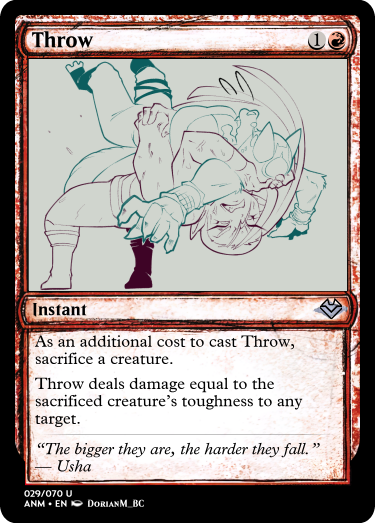 Throw
1
Instant
As an additional cost to cast Throw,
sacrifice a creature.
Throw deals damage equal to the
sacrificed creature's toughness to any
target.
“The bigger they are, the harder they fall.”
— Usha
029/070 U
ANM • EN DorianM_BC